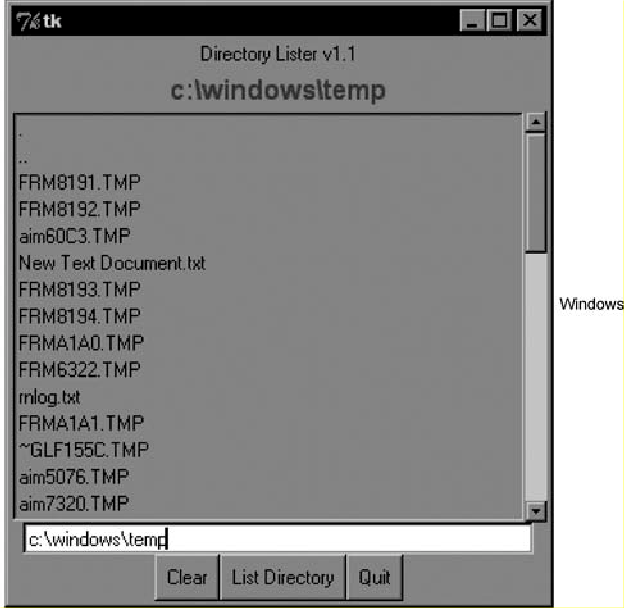 7% tk
Directory Lister v1.1
c:\windows\temp
.
..
FRM8191.TMP
FRM8192.TMP
aim60C3.TMP
New Text Document.txt
FRM8193.TMP
FRM8194.TMP
FRMA1A0.TMP
FRM6322.TMP
rnlog.txt
FRMA1A1.TMP
~GLF155C.TMP
aim5076.TMP
aim7320.TMP
c:\windows\temp
Clear List Directory Quit
Windows